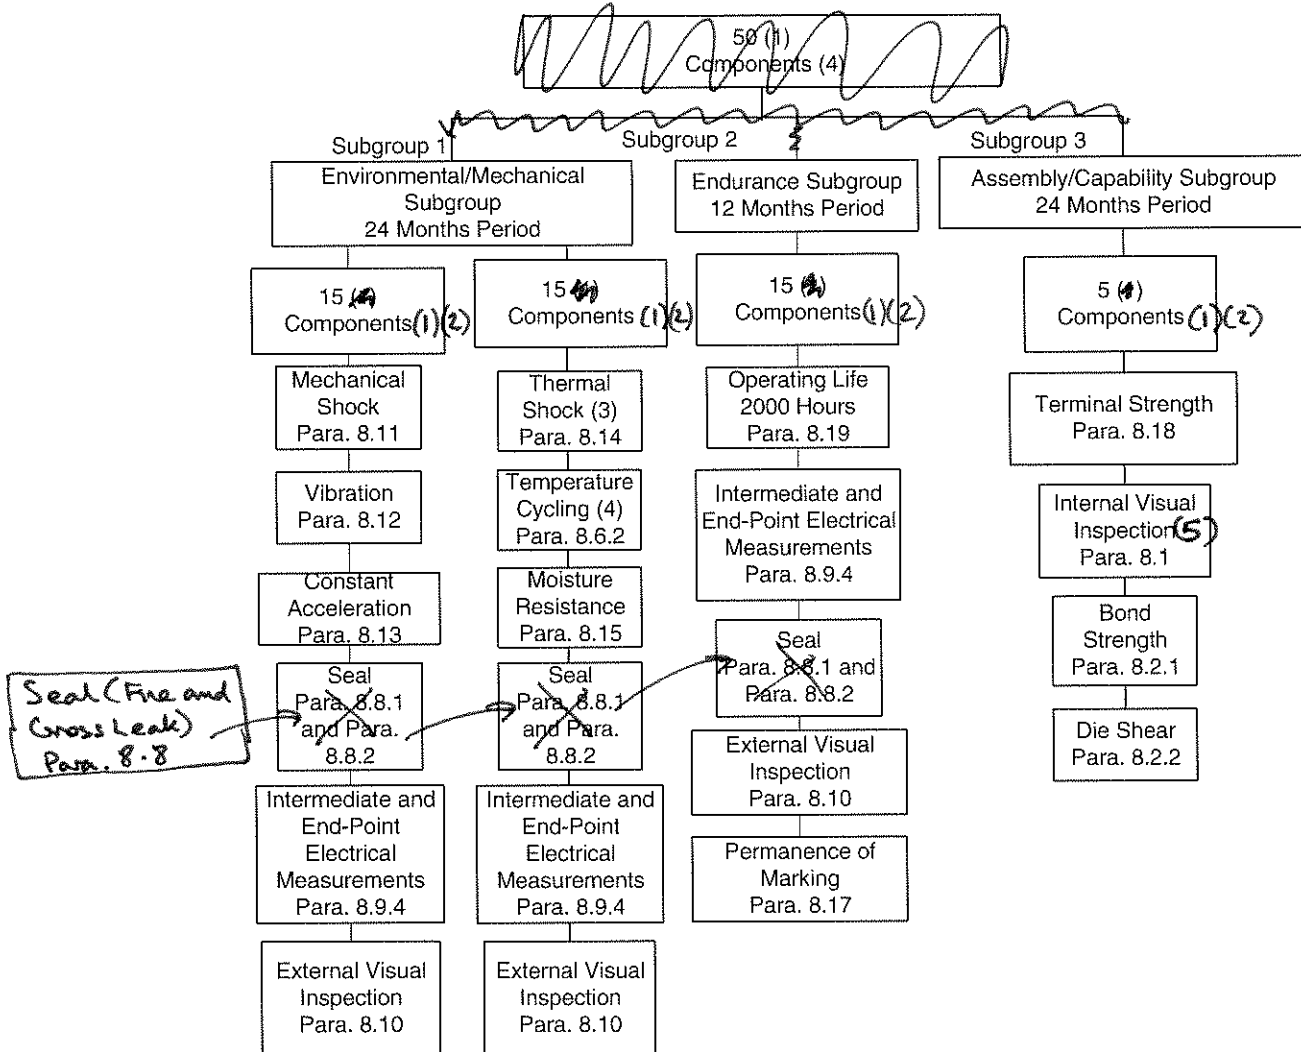 50 (1)
Components (4)
Subgroup 1
Subgroup 2
Subgroup 3
Environmental/Mechanical
Subgroup
24 Months Period
Endurance Subgroup
12 Months Period
Assembly/Capability Subgroup
24 Months Period
15
Components (1)(2)
15
Components (1)(2)
15
Components (1)(2)
5
Components (1)(2)
Mechanical
Shock
Para. 8.11
Vibration
Para. 8.12
Constant
Acceleration
Para. 8.13
Seal (Fine and
Gross Leak)
Para. 8.8
Seal
Para. 8.8.1
and Para.
8.8.2
Intermediate and
End-Point
Electrical
Measurements
Para. 8.9.4
External Visual
Inspection
Para. 8.10
Thermal
Shock (3)
Para. 8.14
Temperature
Cycling (4)
Para. 8.6.2
Moisture
Resistance
Para. 8.15
Seal
Para. 8.8.1
and Para.
8.8.2
Intermediate and
End-Point
Electrical
Measurements
Para. 8.9.4
External Visual
Inspection
Para. 8.10
Operating Life
2000 Hours
Para. 8.19
Intermediate and
End-Point Electrical
Measurements
Para. 8.9.4
Seal
Para. 8.8.1 and
Para. 8.8.2
External Visual
Inspection
Para. 8.10
Permanence of
Marking
Para. 8.17
Terminal Strength
Para. 8.18
Internal Visual
Inspection (5)
Para. 8.1
Bond
Strength
Para. 8.2.1
Die Shear
Para. 8.2.2